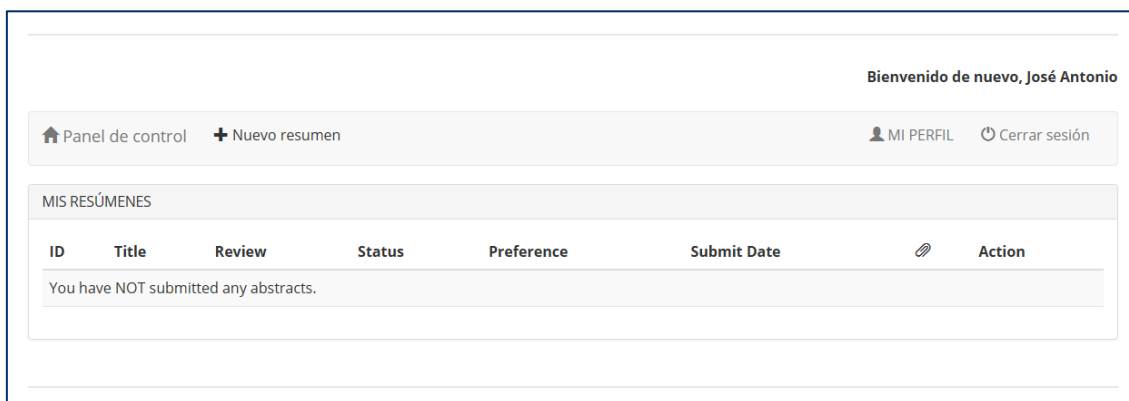 Bienvenido de nuevo, José Antonio
Panel de control Nuevo resumen MI PERFIL Cerrar sesión
MIS RESÚMENES
ID Title Review Status Preference Submit Date Action
You have NOT submitted any abstracts.